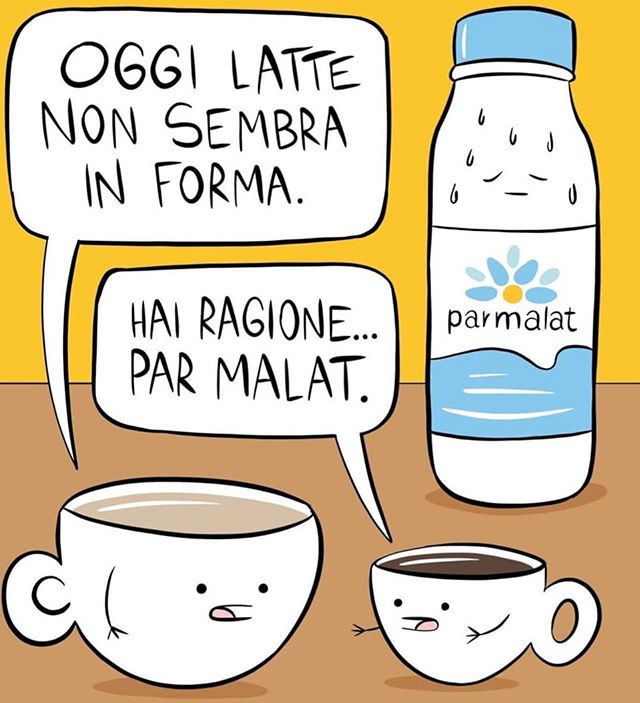 OGGI LATTE
NON SEMBRA
IN FORMA.
HAI RAGIONE...
PAR MALAT.
parmalat